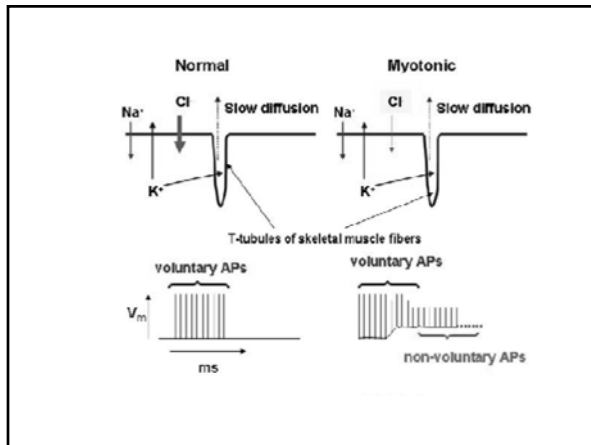 Normal
Myotonic
Cl-
Slow diffusion
Na+
K+
Cl-
Slow diffusion
Na+
K+
T-tubules of skeletal muscle fibers
voluntary APs
voluntary APs
Vm
ms
non-voluntary APs